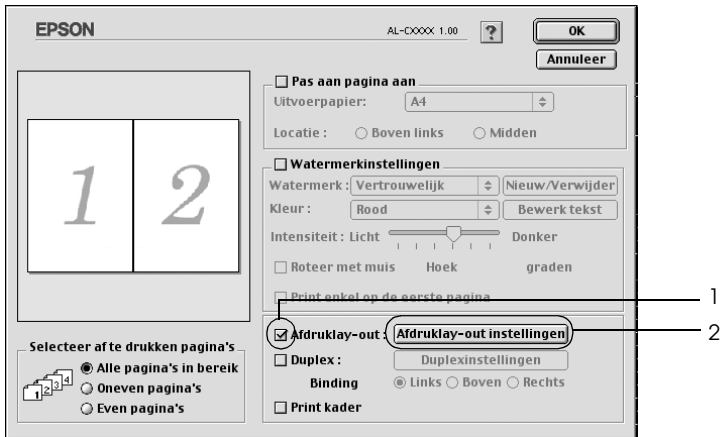 EPSON
AL-CXXXX 1.00
?
OK
Annuleer
1 2
Pas aan pagina aan
Uitvoerpapier: A4
Locatie : Boven links Midden
Watermerkinstellingen
Watermerk : Vertrouwelijk Nieuw/Verwijder
Kleur : Rood Bewerk tekst
Intensiteit : Licht Donker
Roteer met muis Hoek graden
Print enkel op de eerste pagina
1
Afdruklay-out : Afdruklay-out instellingen
2
Duplex : Duplexinstellingen
Binding Links Boven Rechts
Print kader
Selecteer af te drukken pagina's
1 2 3 4
Alle pagina's in bereik
Oneven pagina's
Even pagina's